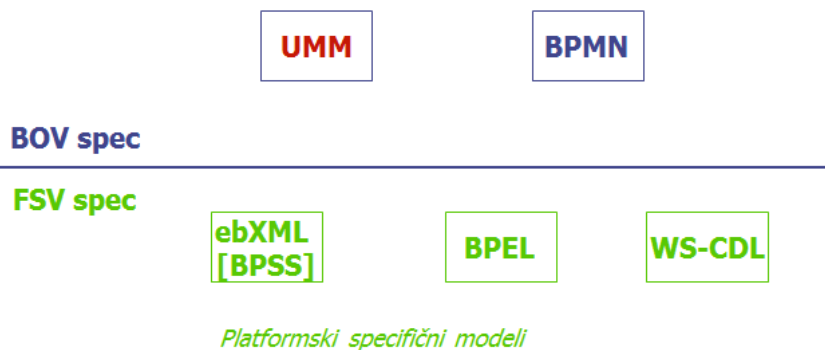 UMM
BPMN
BOV spec
FSV spec
ebXML
[BPSS]
BPEL
WS-CDL
Platformski specifični modeli